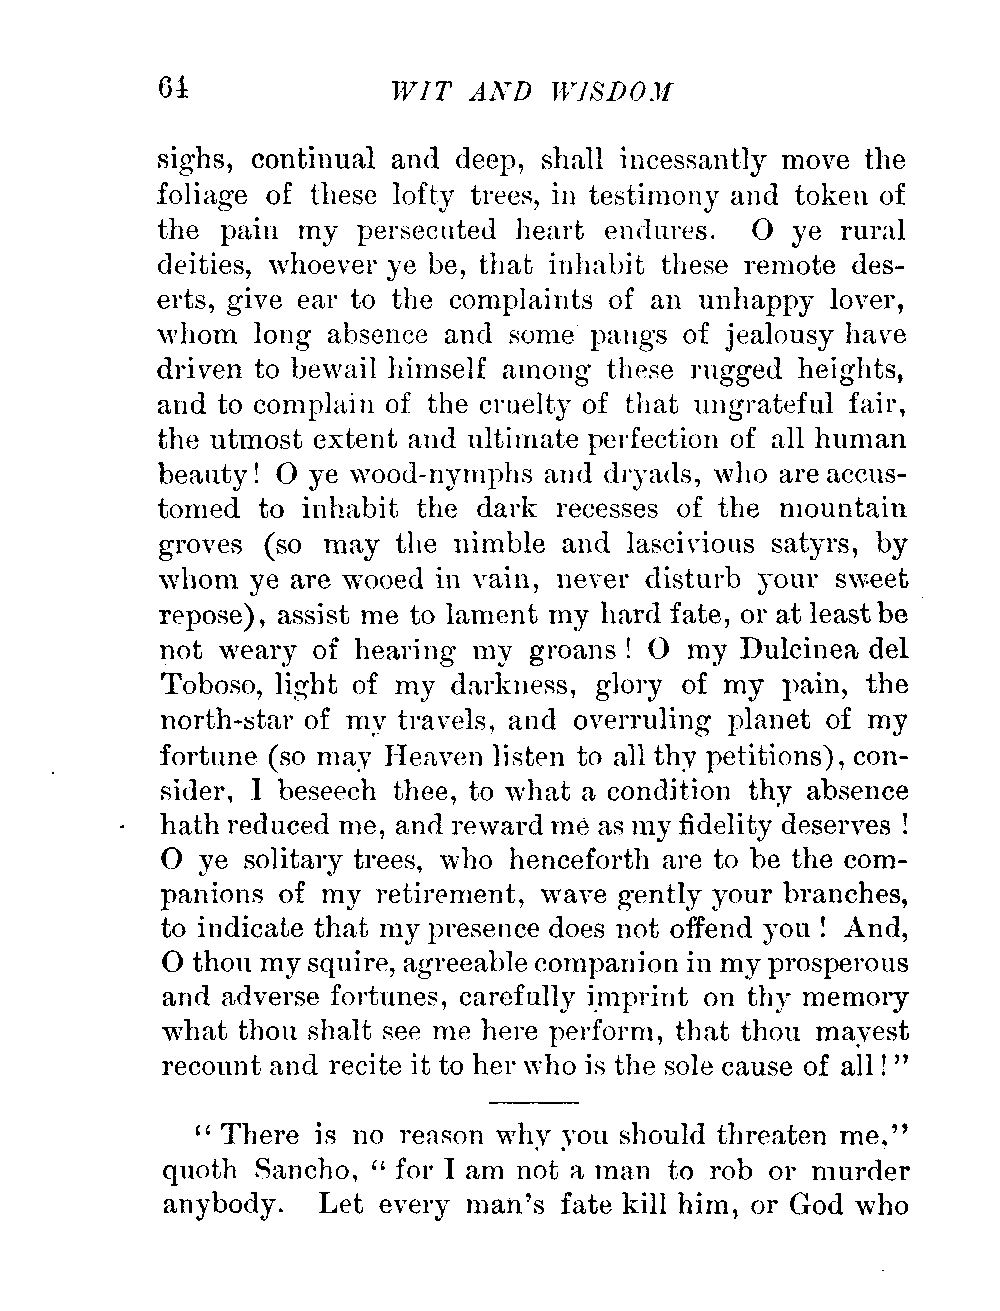 64 WIT AND WISDOM
sighs, continual and deep, shall incessantly move the
foliage of these lofty trees, in testimony and token of
the pain my persecuted heart endures. O ye rural
deities, whoever ye be, that inhabit these remote des-
erts, give ear to the complaints of an unhappy lover,
whom long absence and some pangs of jealousy have
driven to bewail himself among these rugged heights,
and to complain of the cruelty of that ungrateful fair,
the utmost extent and ultimate perfection of all human
beauty! O ye wood-nymphs and dryads, who are accus-
tomed to inhabit the dark recesses of the mountain
groves (so may the nimble and lascivious satyrs, by
whom ye are wooed in vain, never disturb your sweet
repose), assist me to lament my hard fate, or at least be
not weary of hearing my groans! O my Dulcinea del
Toboso, light of my darkness, glory of my pain, the
north-star of my travels, and overruling planet of my
fortune (so may Heaven listen to all thy petitions), con-
sider, I beseech thee, to what a condition thy absence
hath reduced me, and reward me as my fidelity deserves!
O ye solitary trees, who henceforth are to be the com-
panions of my retirement, wave gently your branches,
to indicate that my presence does not offend you! And,
O thou my squire, agreeable companion in my prosperous
and adverse fortunes, carefully imprint on thy memory
what thou shalt see me here perform, that thou mayest
recount and recite it to her who is the sole cause of all!"
"There is no reason why you should threaten me,"
quoth Sancho, "for I am not a man to rob or murder
anybody. Let every man's fate kill him, or God who